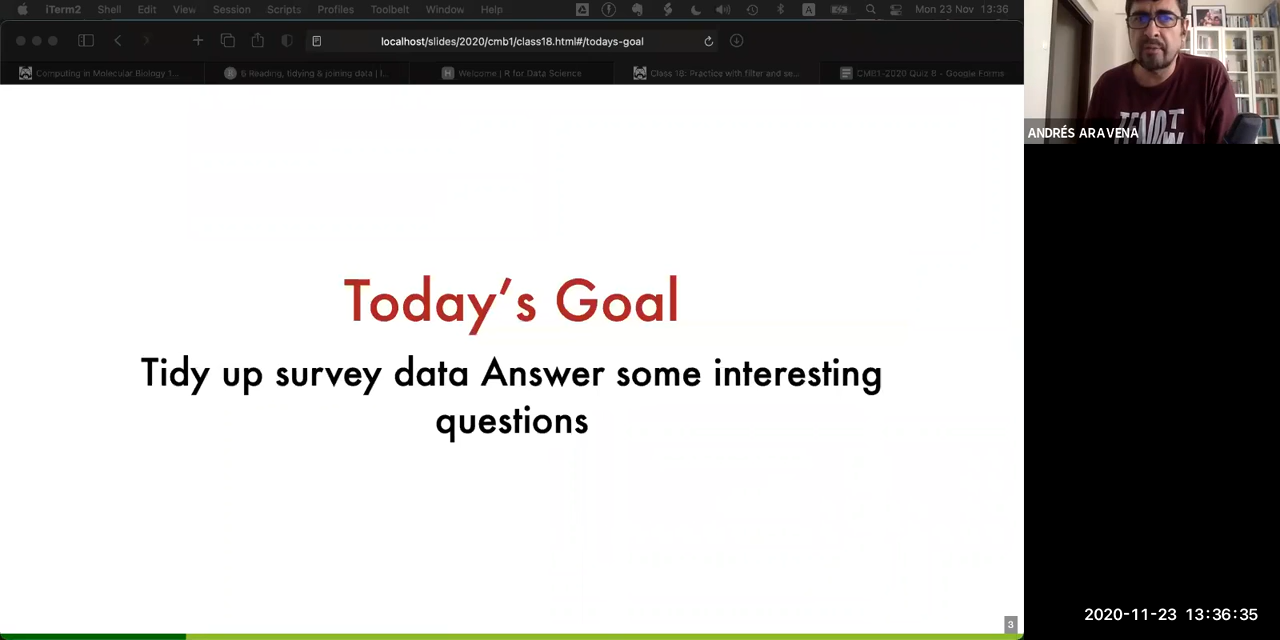 iTerm2 Shell Edit View Session Scripts Profiles Toolbelt Window Help Mon 23 Nov 13:36
localhost/slides/2020/cmb1/class18.html#/todays-goal
Computing in Molecular Biology 1... 6 Reading, tidying & joining data | I... Welcome | R for Data Science Class 18: Practice with filter and se... CMB1-2020 Quiz 8 - Google Forms
ANDRÉS ARAVENA
Today’s Goal
Tidy up survey data Answer some interesting
questions
3
2020-11-23 13:36:35